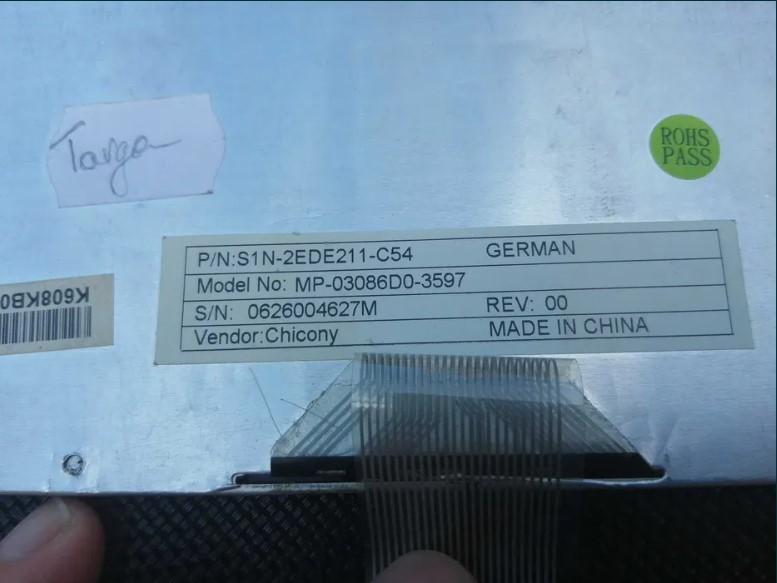 Targa
ROHS
PASS
P/N:S1N-2EDE211-C54 GERMAN
Model No: MP-03086D0-3597
S/N: 0626004627M REV: 00
Vendor:Chicony MADE IN CHINA
K608KB0